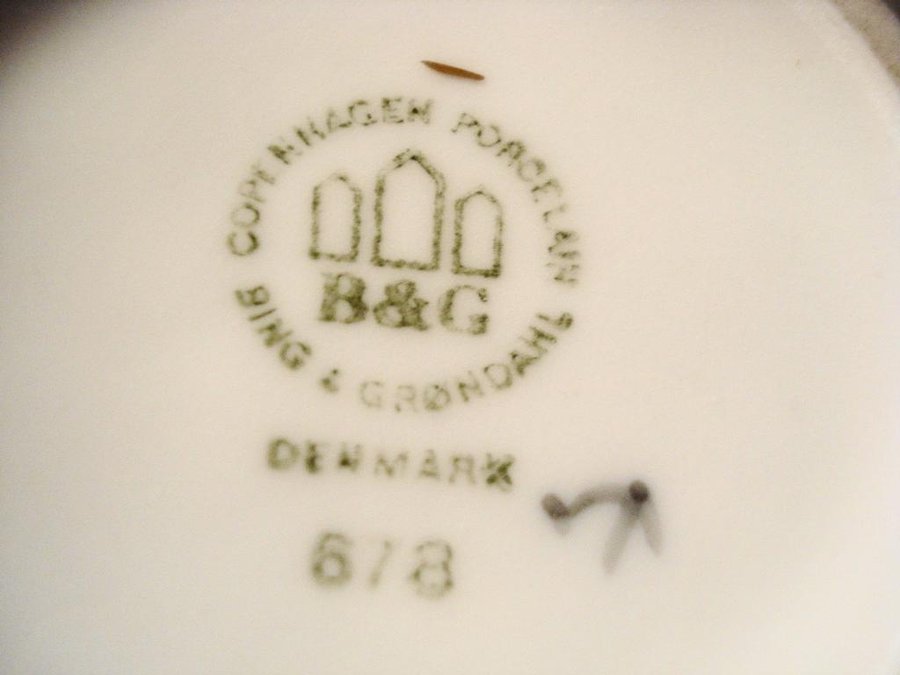 COPENHAGEN PORCELAIN
B&G
BING & GRØNDAHL
DENMARK
678